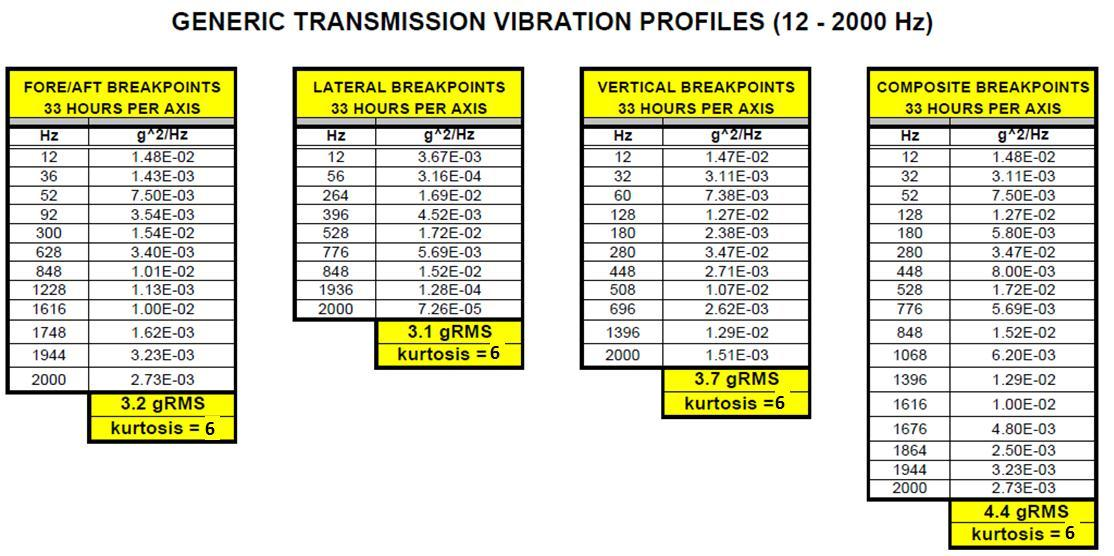 GENERIC TRANSMISSION VIBRATION PROFILES (12 - 2000 Hz)
FORE/AFT BREAKPOINTS
33 HOURS PER AXIS
Hz g^2/Hz
12 1.48E-02
36 1.43E-03
52 7.50E-03
92 3.54E-03
300 1.54E-02
628 3.40E-03
848 1.01E-02
1228 1.13E-03
1616 1.00E-02
1748 1.62E-03
1944 3.23E-03
2000 2.73E-03
3.2 gRMS
kurtosis = 6
LATERAL BREAKPOINTS
33 HOURS PER AXIS
Hz g^2/Hz
12 3.67E-03
56 3.16E-04
264 1.69E-02
396 4.52E-03
528 1.72E-02
776 5.69E-03
848 1.52E-02
1936 1.28E-04
2000 7.26E-05
3.1 gRMS
kurtosis = 6
VERTICAL BREAKPOINTS
33 HOURS PER AXIS
Hz g^2/Hz
12 1.47E-02
32 3.11E-03
60 7.38E-03
128 1.27E-02
180 2.38E-03
280 3.47E-02
448 2.71E-03
508 1.07E-02
696 2.62E-03
1396 1.29E-02
2000 1.51E-03
3.7 gRMS
kurtosis =6
COMPOSITE BREAKPOINTS
33 HOURS PER AXIS
Hz g^2/Hz
12 1.48E-02
32 3.11E-03
52 7.50E-03
128 1.27E-02
180 5.80E-03
280 3.47E-02
448 8.00E-03
528 1.72E-02
776 5.69E-03
848 1.52E-02
1068 6.20E-03
1396 1.29E-02
1616 1.00E-02
1676 4.80E-03
1864 2.50E-03
1944 3.23E-03
2000 2.73E-03
4.4 gRMS
kurtosis = 6